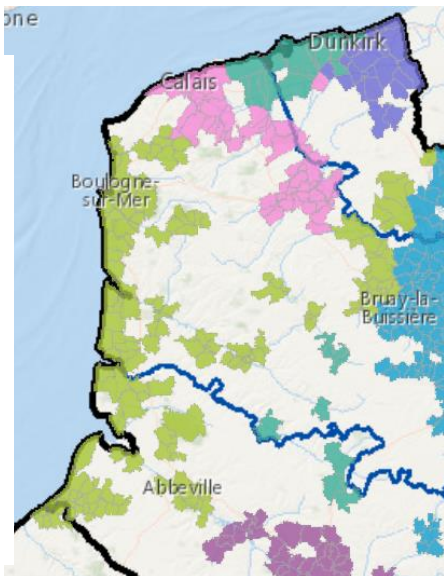 one
Dunkirk
Calais
Boulogne-
sur-Mer
Bruay-la-
Buissière
Abbeville